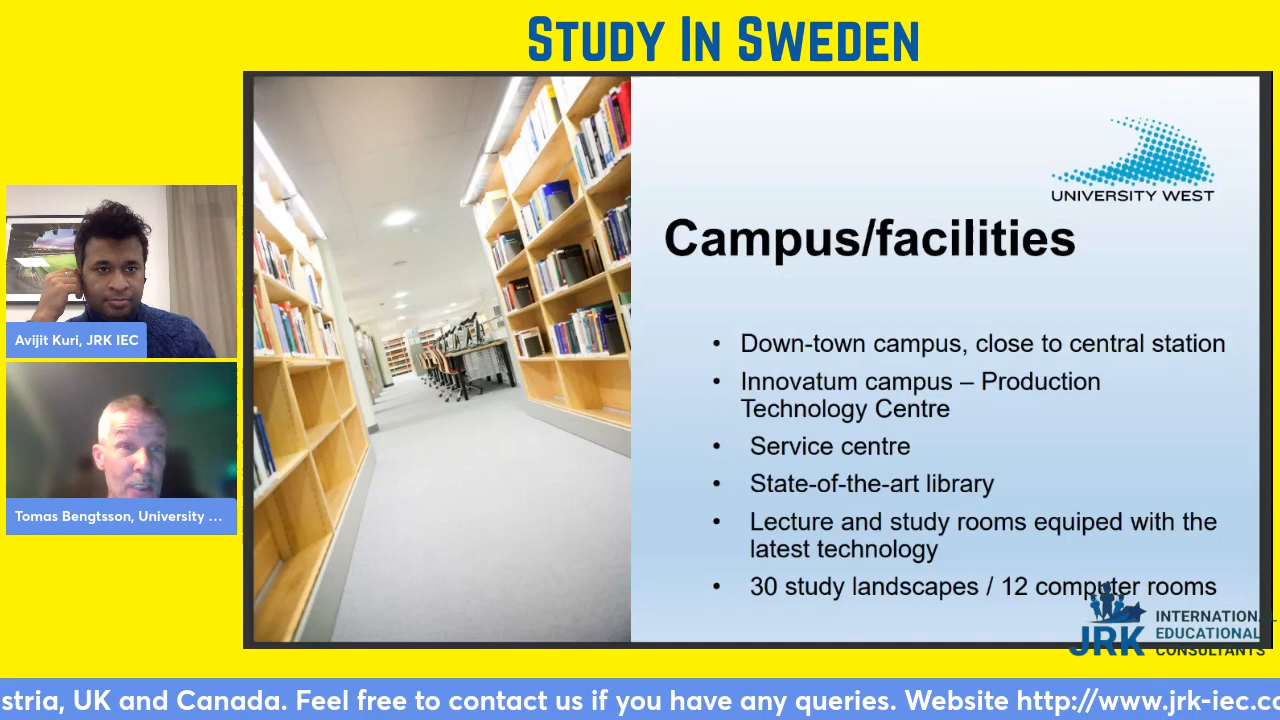 STUDY IN SWEDEN
UNIVERSITY WEST
Campus/facilities
• Down-town campus, close to central station
• Innovatum campus – Production
Technology Centre
• Service centre
• State-of-the-art library
• Lecture and study rooms equiped with the
latest technology
• 30 study landscapes / 12 computer rooms
Avijit Kuri, JRK IEC
Tomas Bengtsson, University ...
JRK INTERNATIONAL
EDUCATIONAL
CONSULTANTS
stria, UK and Canada. Feel free to contact us if you have any queries. Website http://www.jrk-iec.co